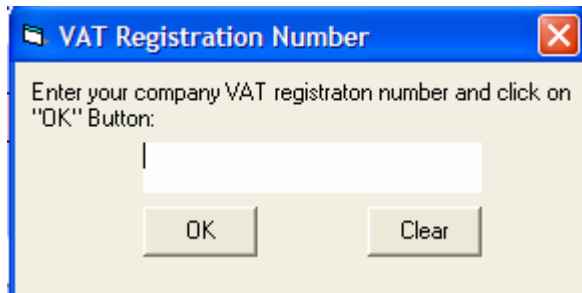 VAT Registration Number
Enter your company VAT registraton number and click on
"OK" Button:
OK Clear